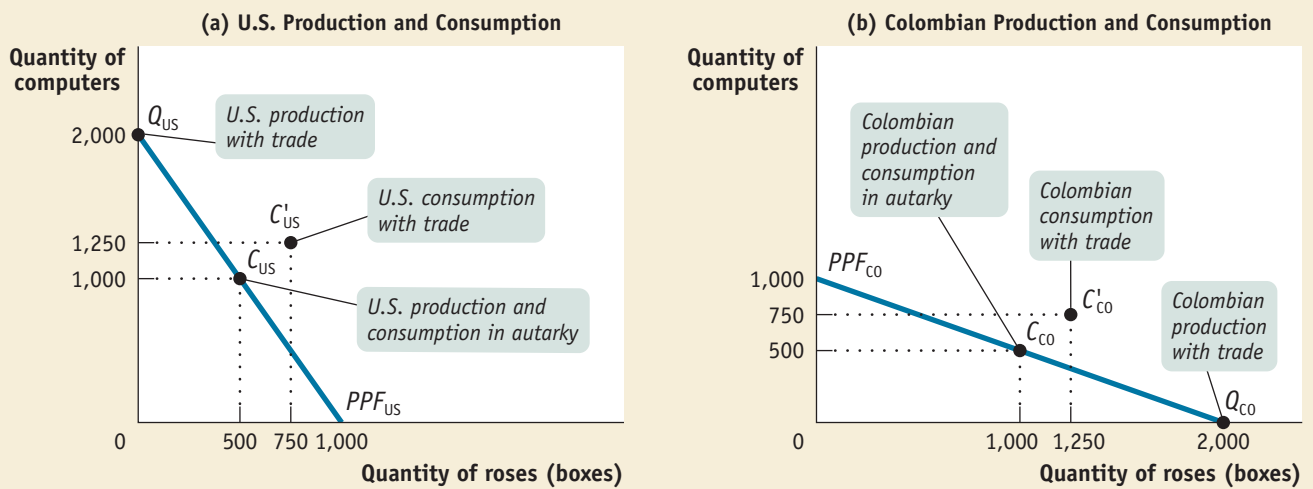 (a) U.S. Production and Consumption
Quantity of
computers
Q_US
U.S. production
with trade
2,000
U.S. consumption
with trade
C'_US
1,250
C_US
1,000
U.S. production and
consumption in autarky
PPF_US
0
500
750
1,000
Quantity of roses (boxes)
(b) Colombian Production and Consumption
Quantity of
computers
Colombian
production and
consumption
in autarky
Colombian
consumption
with trade
PPF_CO
1,000
750
C'_CO
Colombian
production
with trade
C_CO
500
Q_CO
0
1,000
1,250
2,000
Quantity of roses (boxes)